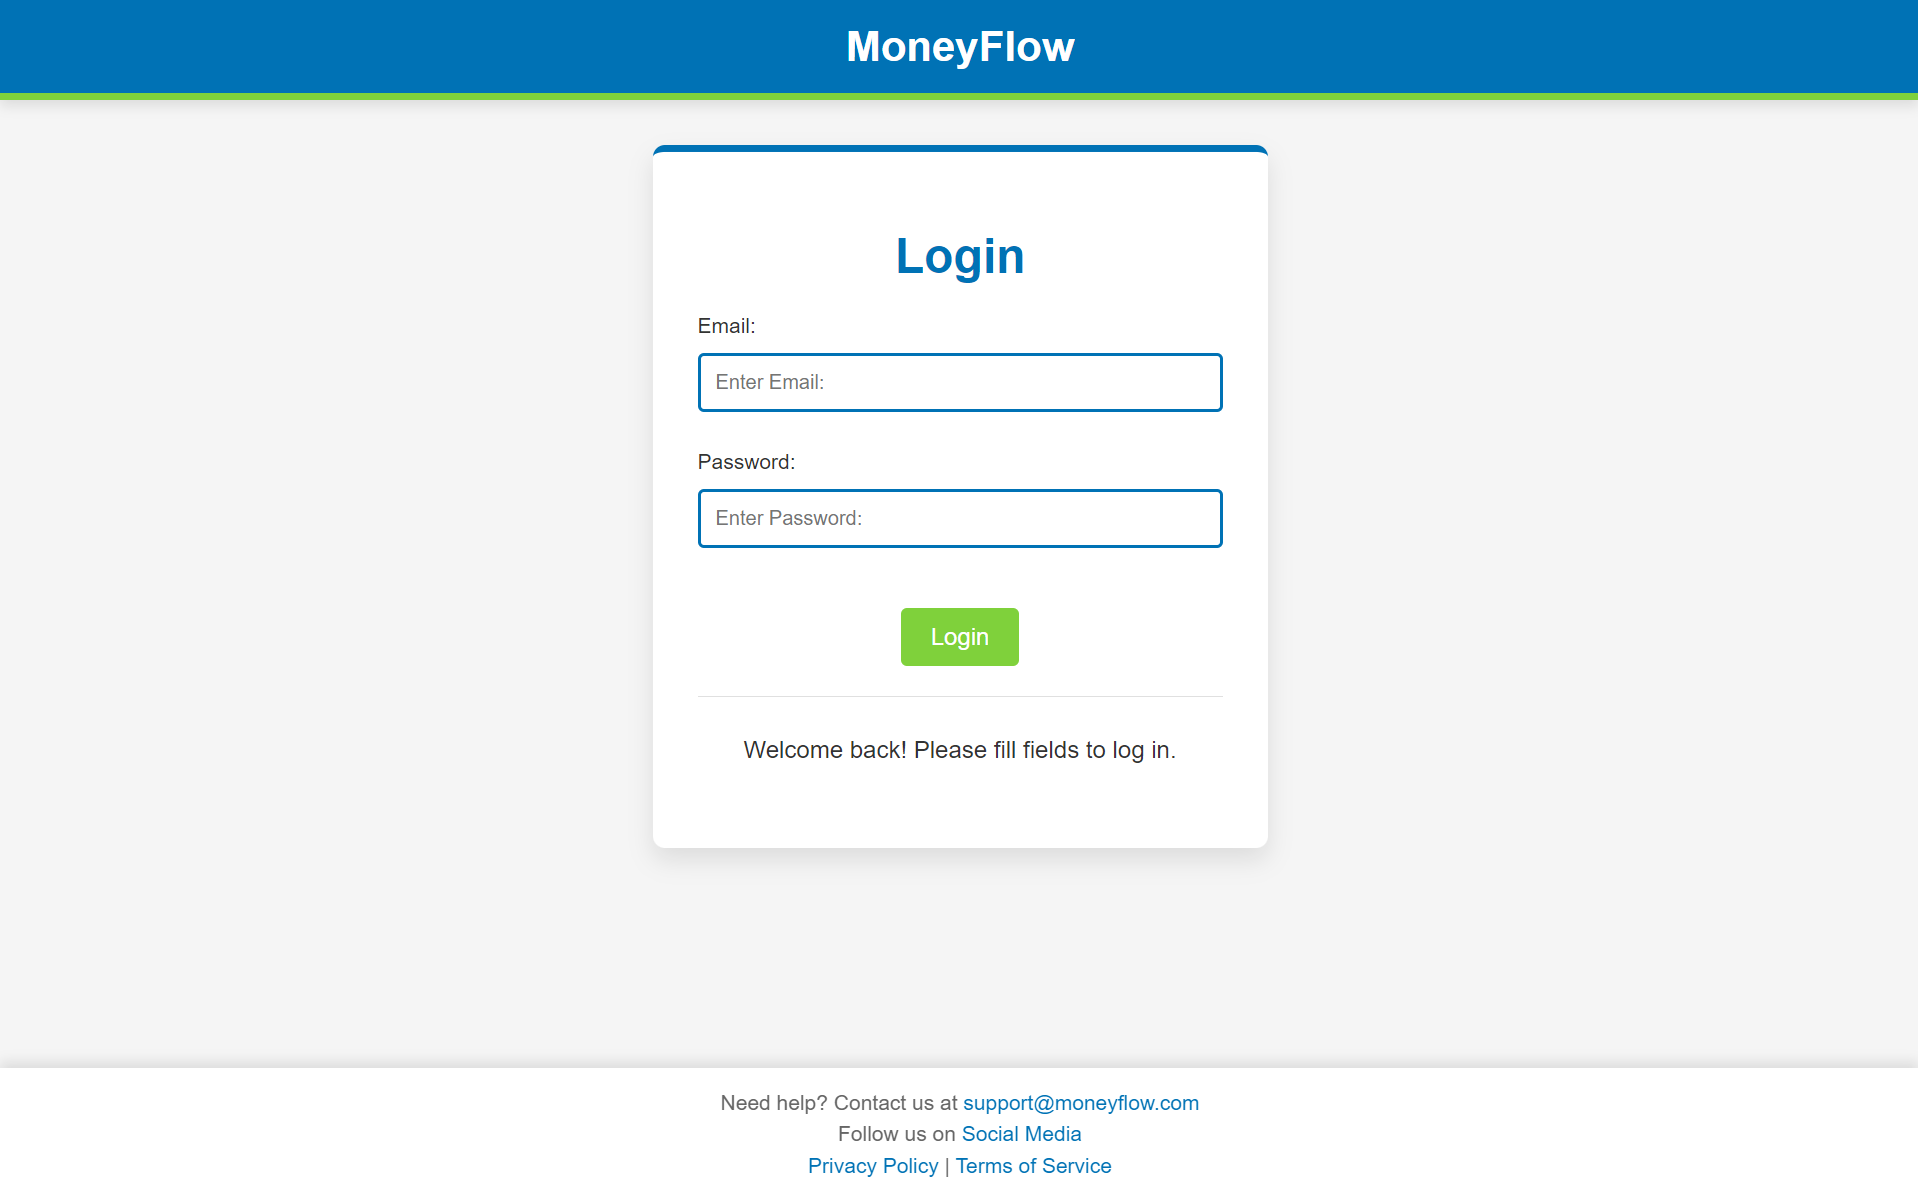 MoneyFlow
Login
Email:
Enter Email:
Password:
Enter Password:
Login
Welcome back! Please fill fields to log in.
Need help? Contact us at support@moneyflow.com
Follow us on Social Media
Privacy Policy | Terms of Service